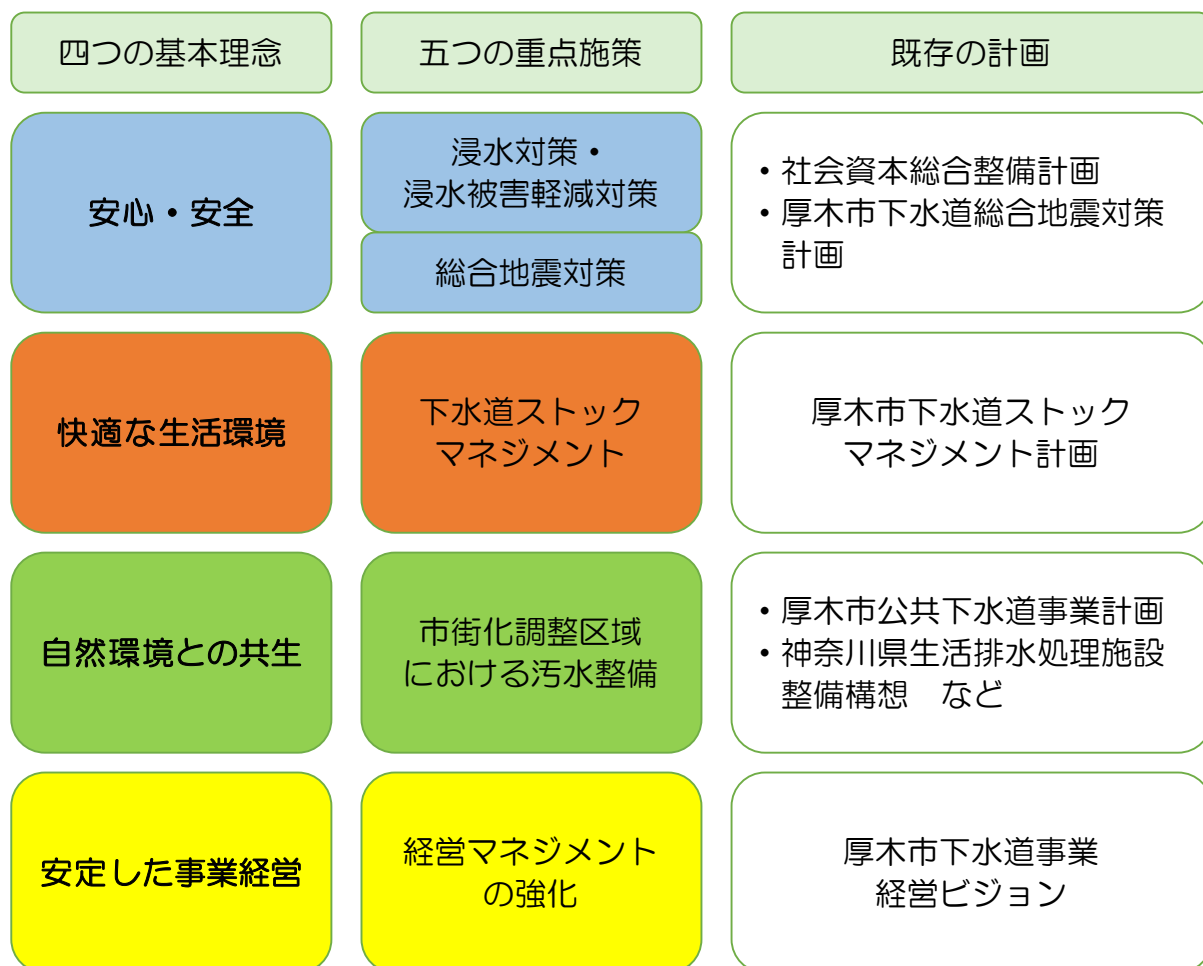 四つの基本理念
五つの重点施策
既存の計画
安心・安全
浸水対策・
浸水被害軽減対策
総合地震対策
・社会資本総合整備計画
・厚木市下水道総合地震対策
計画
快適な生活環境
下水道ストック
マネジメント
厚木市下水道ストック
マネジメント計画
自然環境との共生
市街化調整区域
における汚水整備
・厚木市公共下水道事業計画
・神奈川県生活排水処理施設
整備構想　など
安定した事業経営
経営マネジメント
の強化
厚木市下水道事業
経営ビジョン